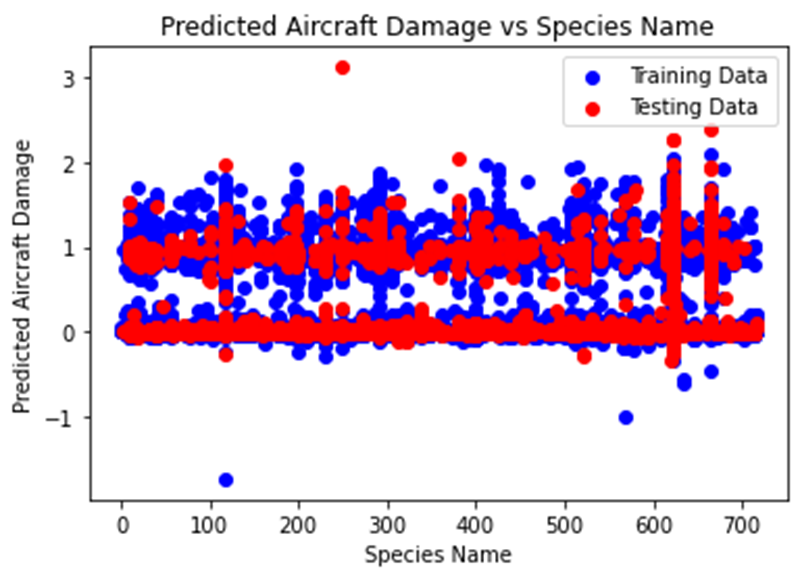 Predicted Aircraft Damage vs Species Name
Training Data
Testing Data
Predicted Aircraft Damage
3
2
1
0
−1
0 100 200 300 400 500 600 700
Species Name